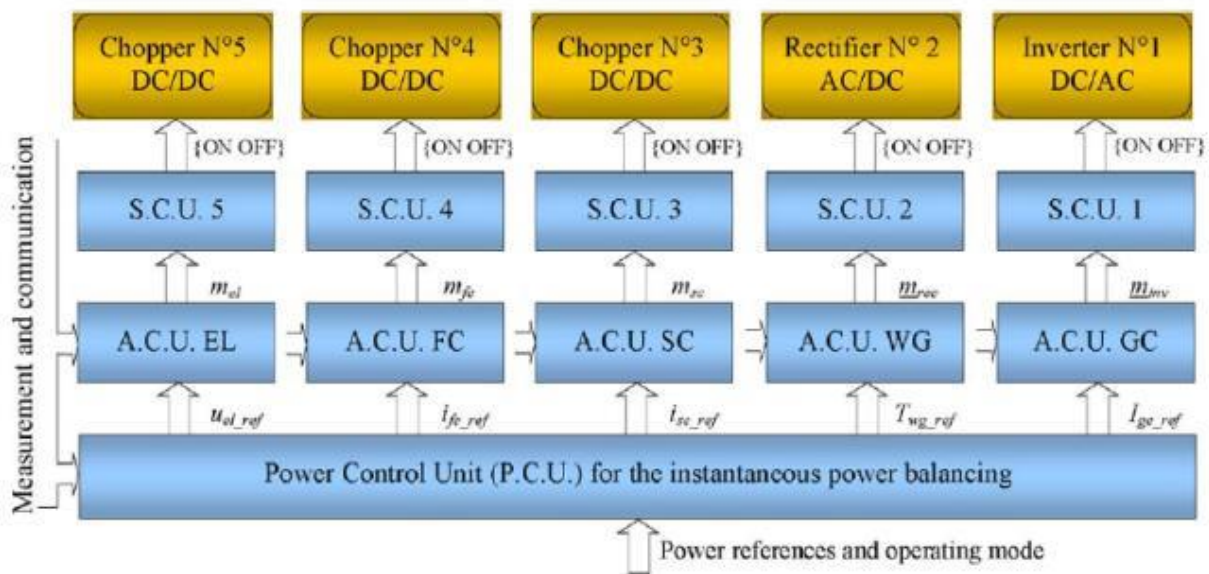 Chopper N°5
DC/DC
Chopper N°4
DC/DC
Chopper N°3
DC/DC
Rectifier N° 2
AC/DC
Inverter N°1
DC/AC
{ON OFF}
{ON OFF}
{ON OFF}
{ON OFF}
{ON OFF}
Measurement and communication
S.C.U. 5
S.C.U. 4
S.C.U. 3
S.C.U. 2
S.C.U. 1
m_el
m_fc
m_sc
m_rec
m_inv
A.C.U. EL
A.C.U. FC
A.C.U. SC
A.C.U. WG
A.C.U. GC
u_el_ref
i_fc_ref
i_sc_ref
T_wg_ref
I_gc_ref
Power Control Unit (P.C.U.) for the instantaneous power balancing
Power references and operating mode